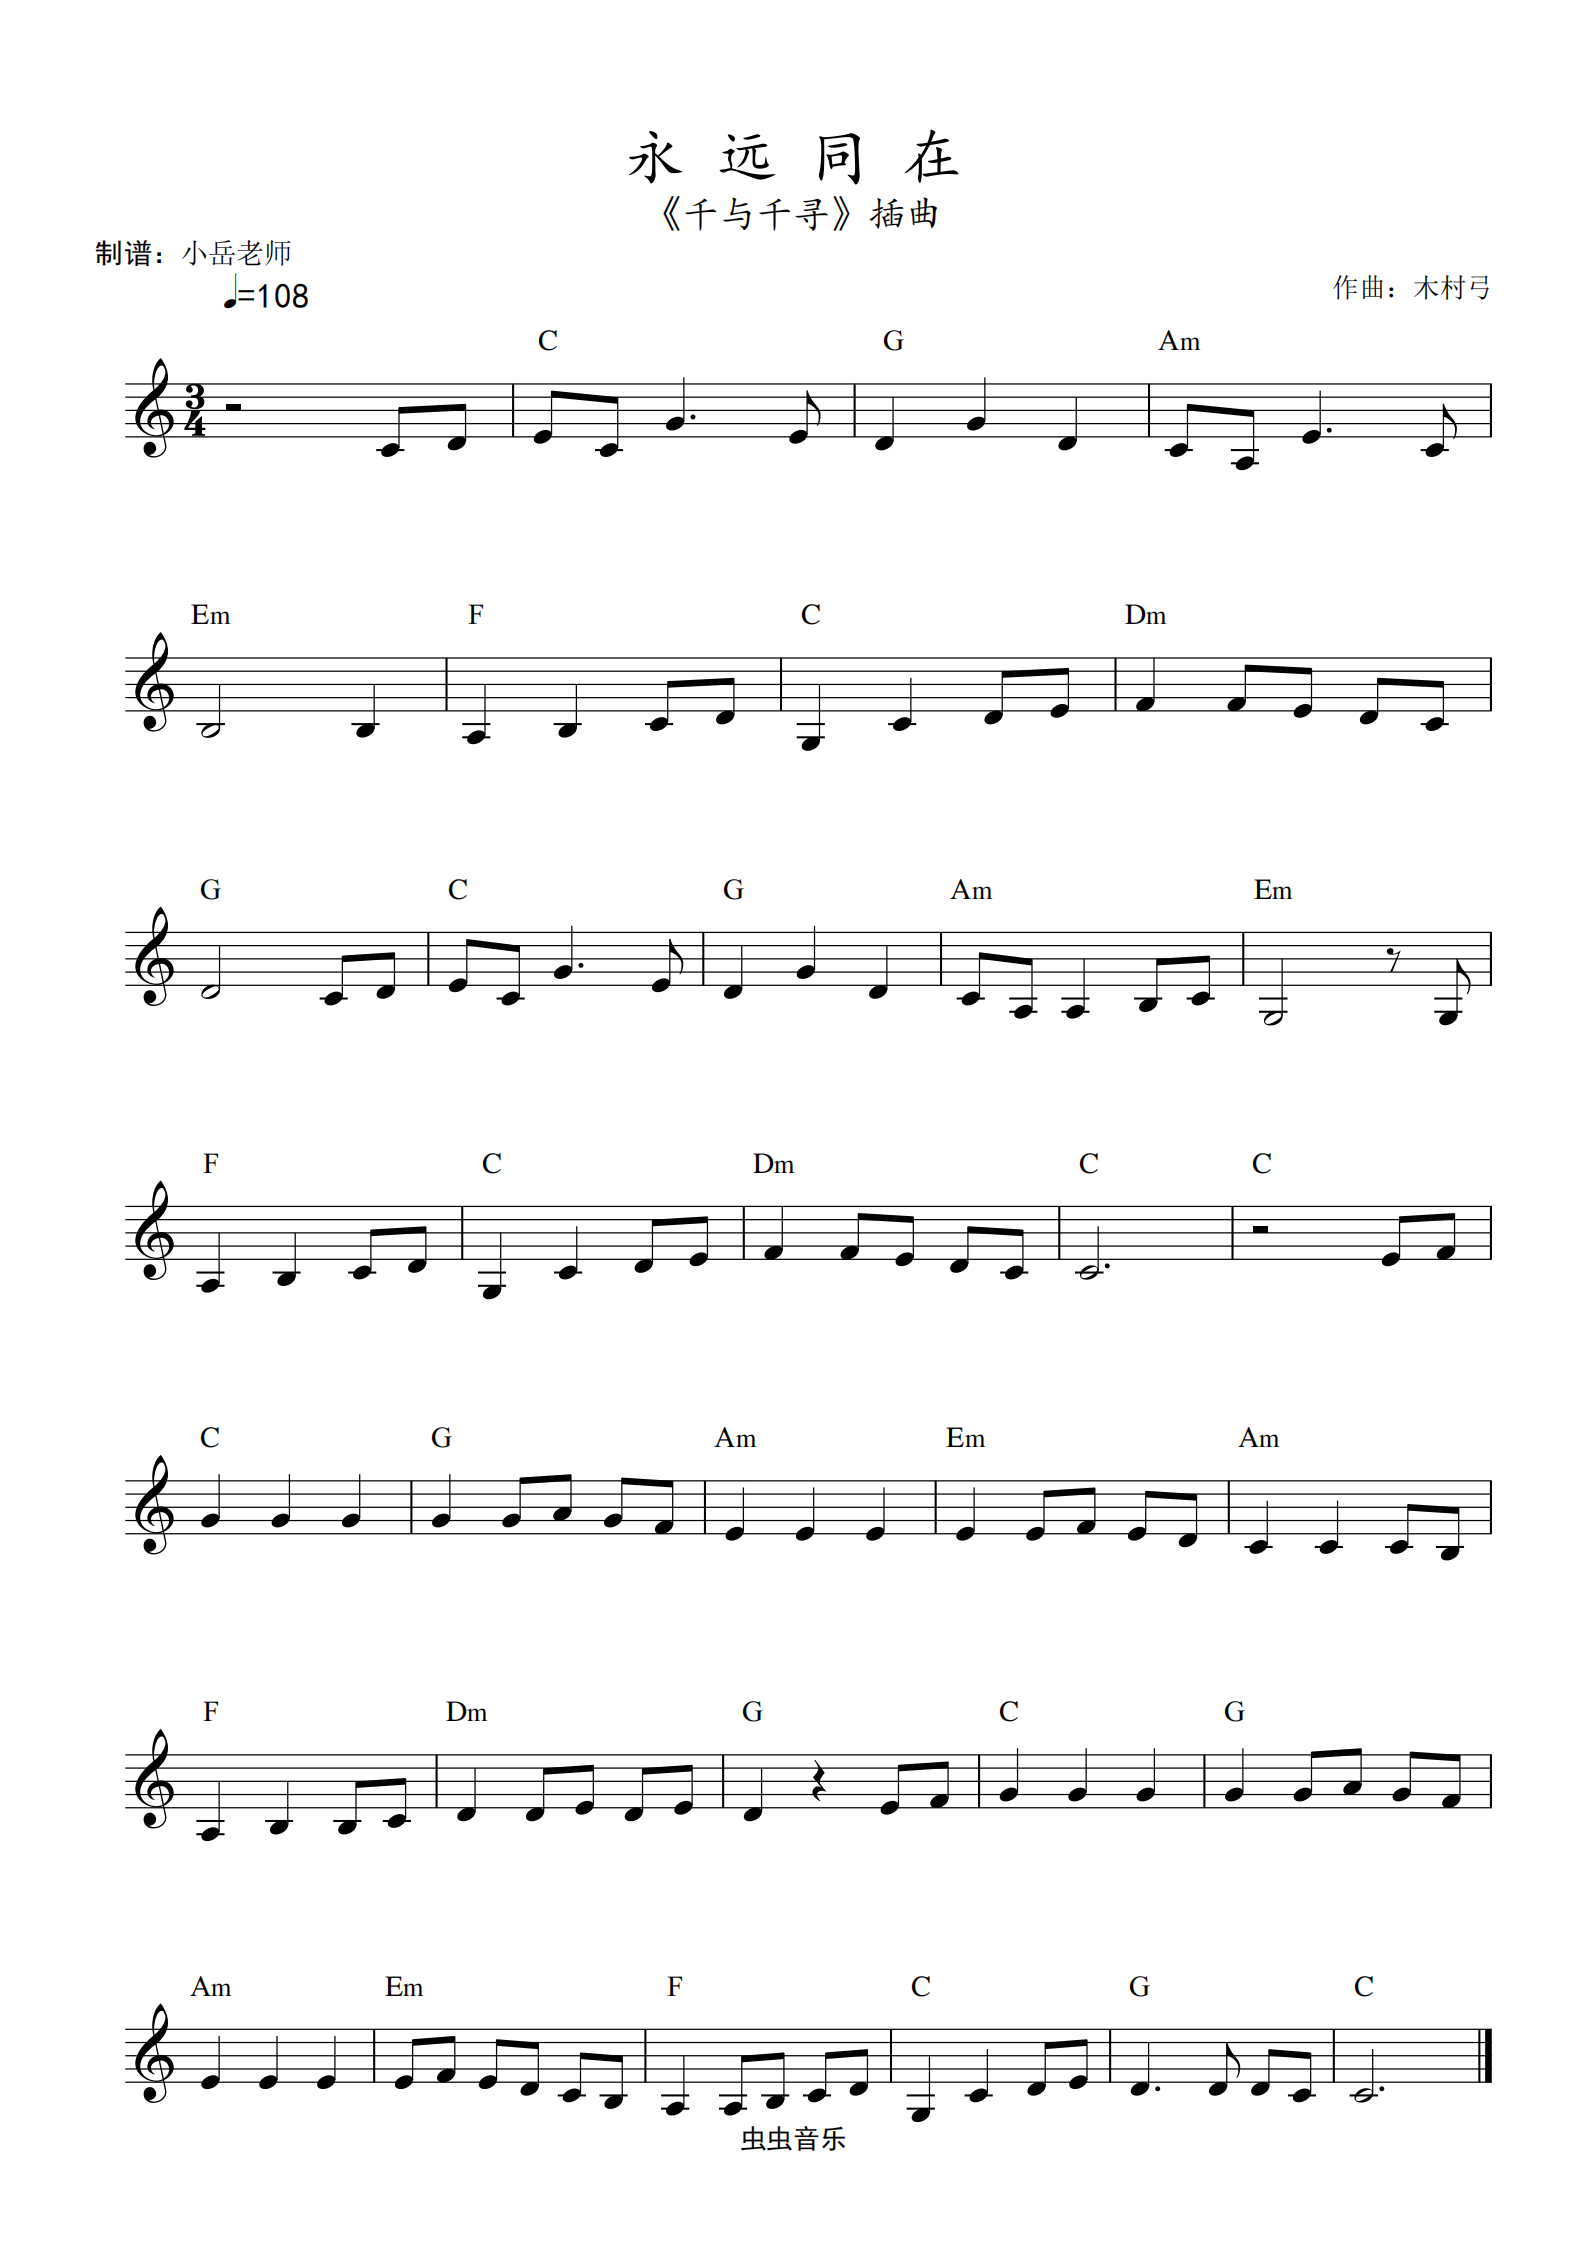 永远同在
《千与千寻》插曲
制谱：小岳老师
♩=108
作曲：木村弓
C G Am
3
4
Em F C Dm
G C G Am Em
F C Dm C C
C G Am Em Am
F Dm G C G
Am Em F C G C
虫虫音乐